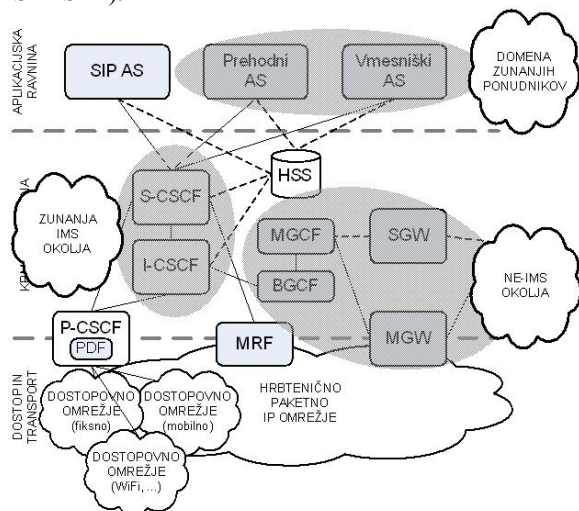 APLIKACIJSKA
RAVNINA
SIP AS
Prehodni
AS
Vmesniški
AS
DOMENA
ZUNANJIH
PONUDNIKOV
HSS
ZUNANJA
IMS
OKOLJA
S-CSCF
I-CSCF
MGCF
BGCF
SGW
MGW
NE-IMS
OKOLJA
P-CSCF
PDF
MRF
DOSTOP IN
TRANSPORT
HRBTENIČNO
PAKETNO
IP OMREŽJE
DOSTOPOVNO
OMREŽJE
(fiksno)
DOSTOPOVNO
OMREŽJE
(mobilno)
DOSTOPOVNO
OMREŽJE
(WiFi, ...)